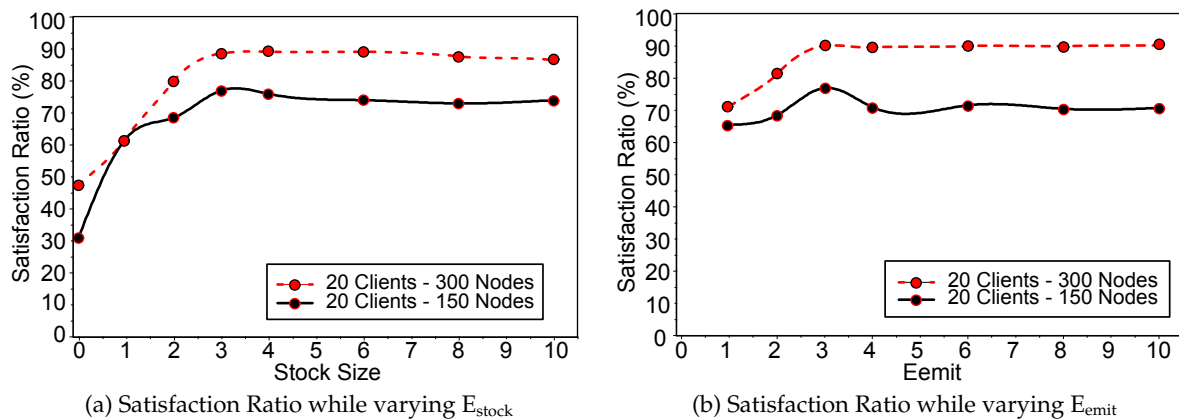 100
90
80
70
60
50
40
30
20
10
0
Satisfaction Ratio (%)
20 Clients - 300 Nodes
20 Clients - 150 Nodes
0 1 2 3 4 5 6 7 8 9 10
Stock Size
(a) Satisfaction Ratio while varying Estock
100
90
80
70
60
50
40
30
20
10
0
Satisfaction Ratio (%)
20 Clients - 300 Nodes
20 Clients - 150 Nodes
0 1 2 3 4 5 6 7 8 9 10
Eemit
(b) Satisfaction Ratio while varying Eemit